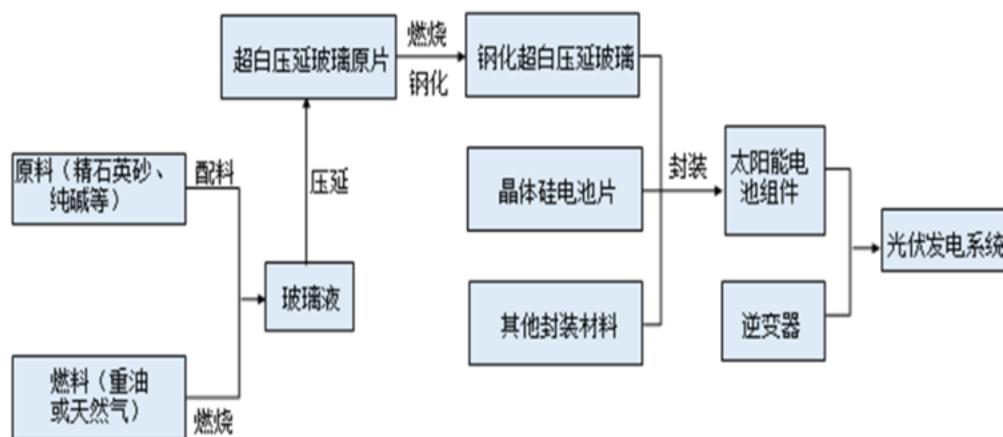 原料（精石英砂、
纯碱等）
配料
燃料（重油
或天然气）
燃烧
玻璃液
压延
超白压延玻璃原片
燃烧
钢化
钢化超白压延玻璃
晶体硅电池片
其他封装材料
封装
太阳能电
池组件
逆变器
光伏发电系统